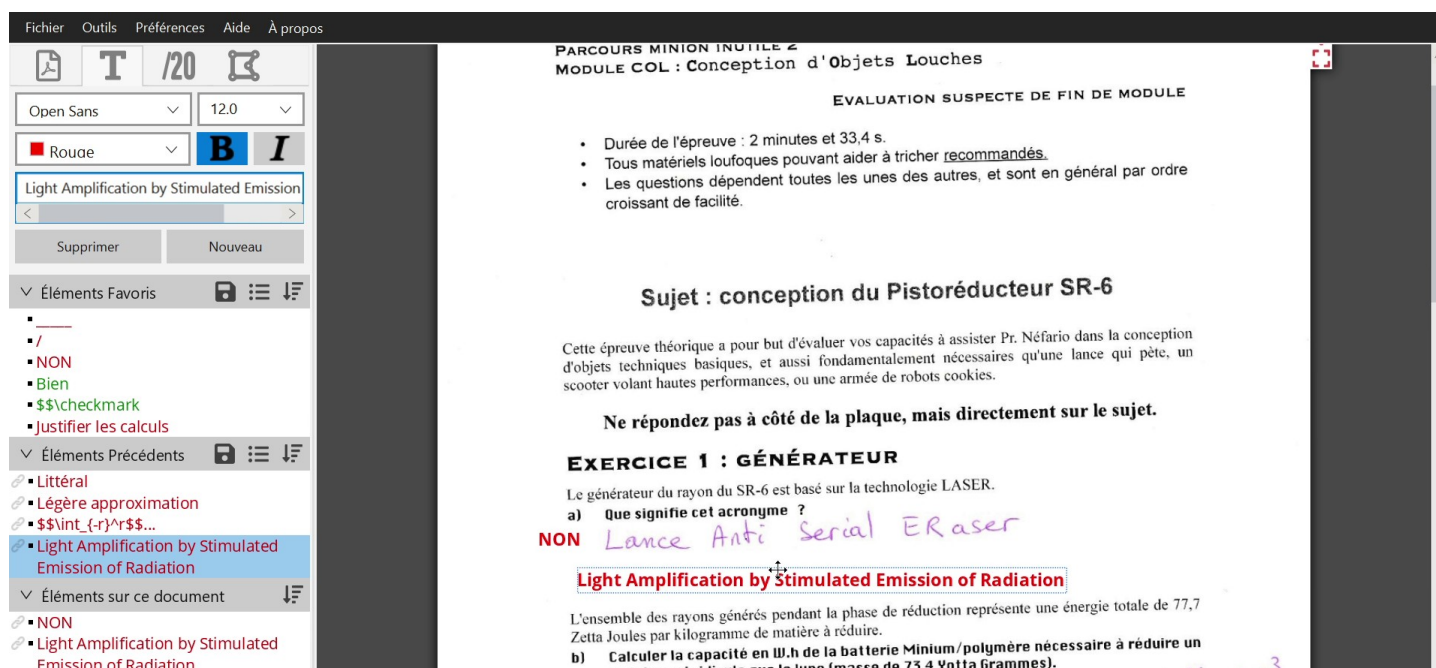 Fichier Outils Préférences Aide À propos
T /20
Open Sans 12.0
Rouge B I
Light Amplification by Stimulated Emission
Supprimer Nouveau
Éléments Favoris
_____
/
NON
Bien
$$\checkmark
Justifier les calculs
Éléments Précédents
Littéral
Légère approximation
$$\int_{-r}^r$$...
Light Amplification by Stimulated
Emission of Radiation
Éléments sur ce document
NON
Light Amplification by Stimulated
Emission of Radiation
PARCOURS MINION INUTILE 2
MODULE COL : Conception d'Objets Louches
EVALUATION SUSPECTE DE FIN DE MODULE
• Durée de l'épreuve : 2 minutes et 33,4 s.
• Tous matériels loufoques pouvant aider à tricher recommandés.
• Les questions dépendent toutes les unes des autres, et sont en général par ordre
croissant de facilité.
Sujet : conception du Pistoréducteur SR-6
Cette épreuve théorique a pour but d'évaluer vos capacités à assister Pr. Néfario dans la conception
d'objets techniques basiques, et aussi fondamentalement nécessaires qu'une lance qui pète, un
scooter volant hautes performances, ou une armée de robots cookies.
Ne répondez pas à côté de la plaque, mais directement sur le sujet.
EXERCICE 1 : GÉNÉRATEUR
Le générateur du rayon du SR-6 est basé sur la technologie LASER.
a) Que signifie cet acronyme ?
NON Lance Anti Serial ERaser
Light Amplification by Stimulated Emission of Radiation
L'ensemble des rayons générés pendant la phase de réduction représente une énergie totale de 77,7
Zetta Joules par kilogramme de matière à réduire.
b) Calculer la capacité en W.h de la batterie Minium/polymère nécessaire à réduire un
la lune (masse de 73,4 Yotta Grammes).
3